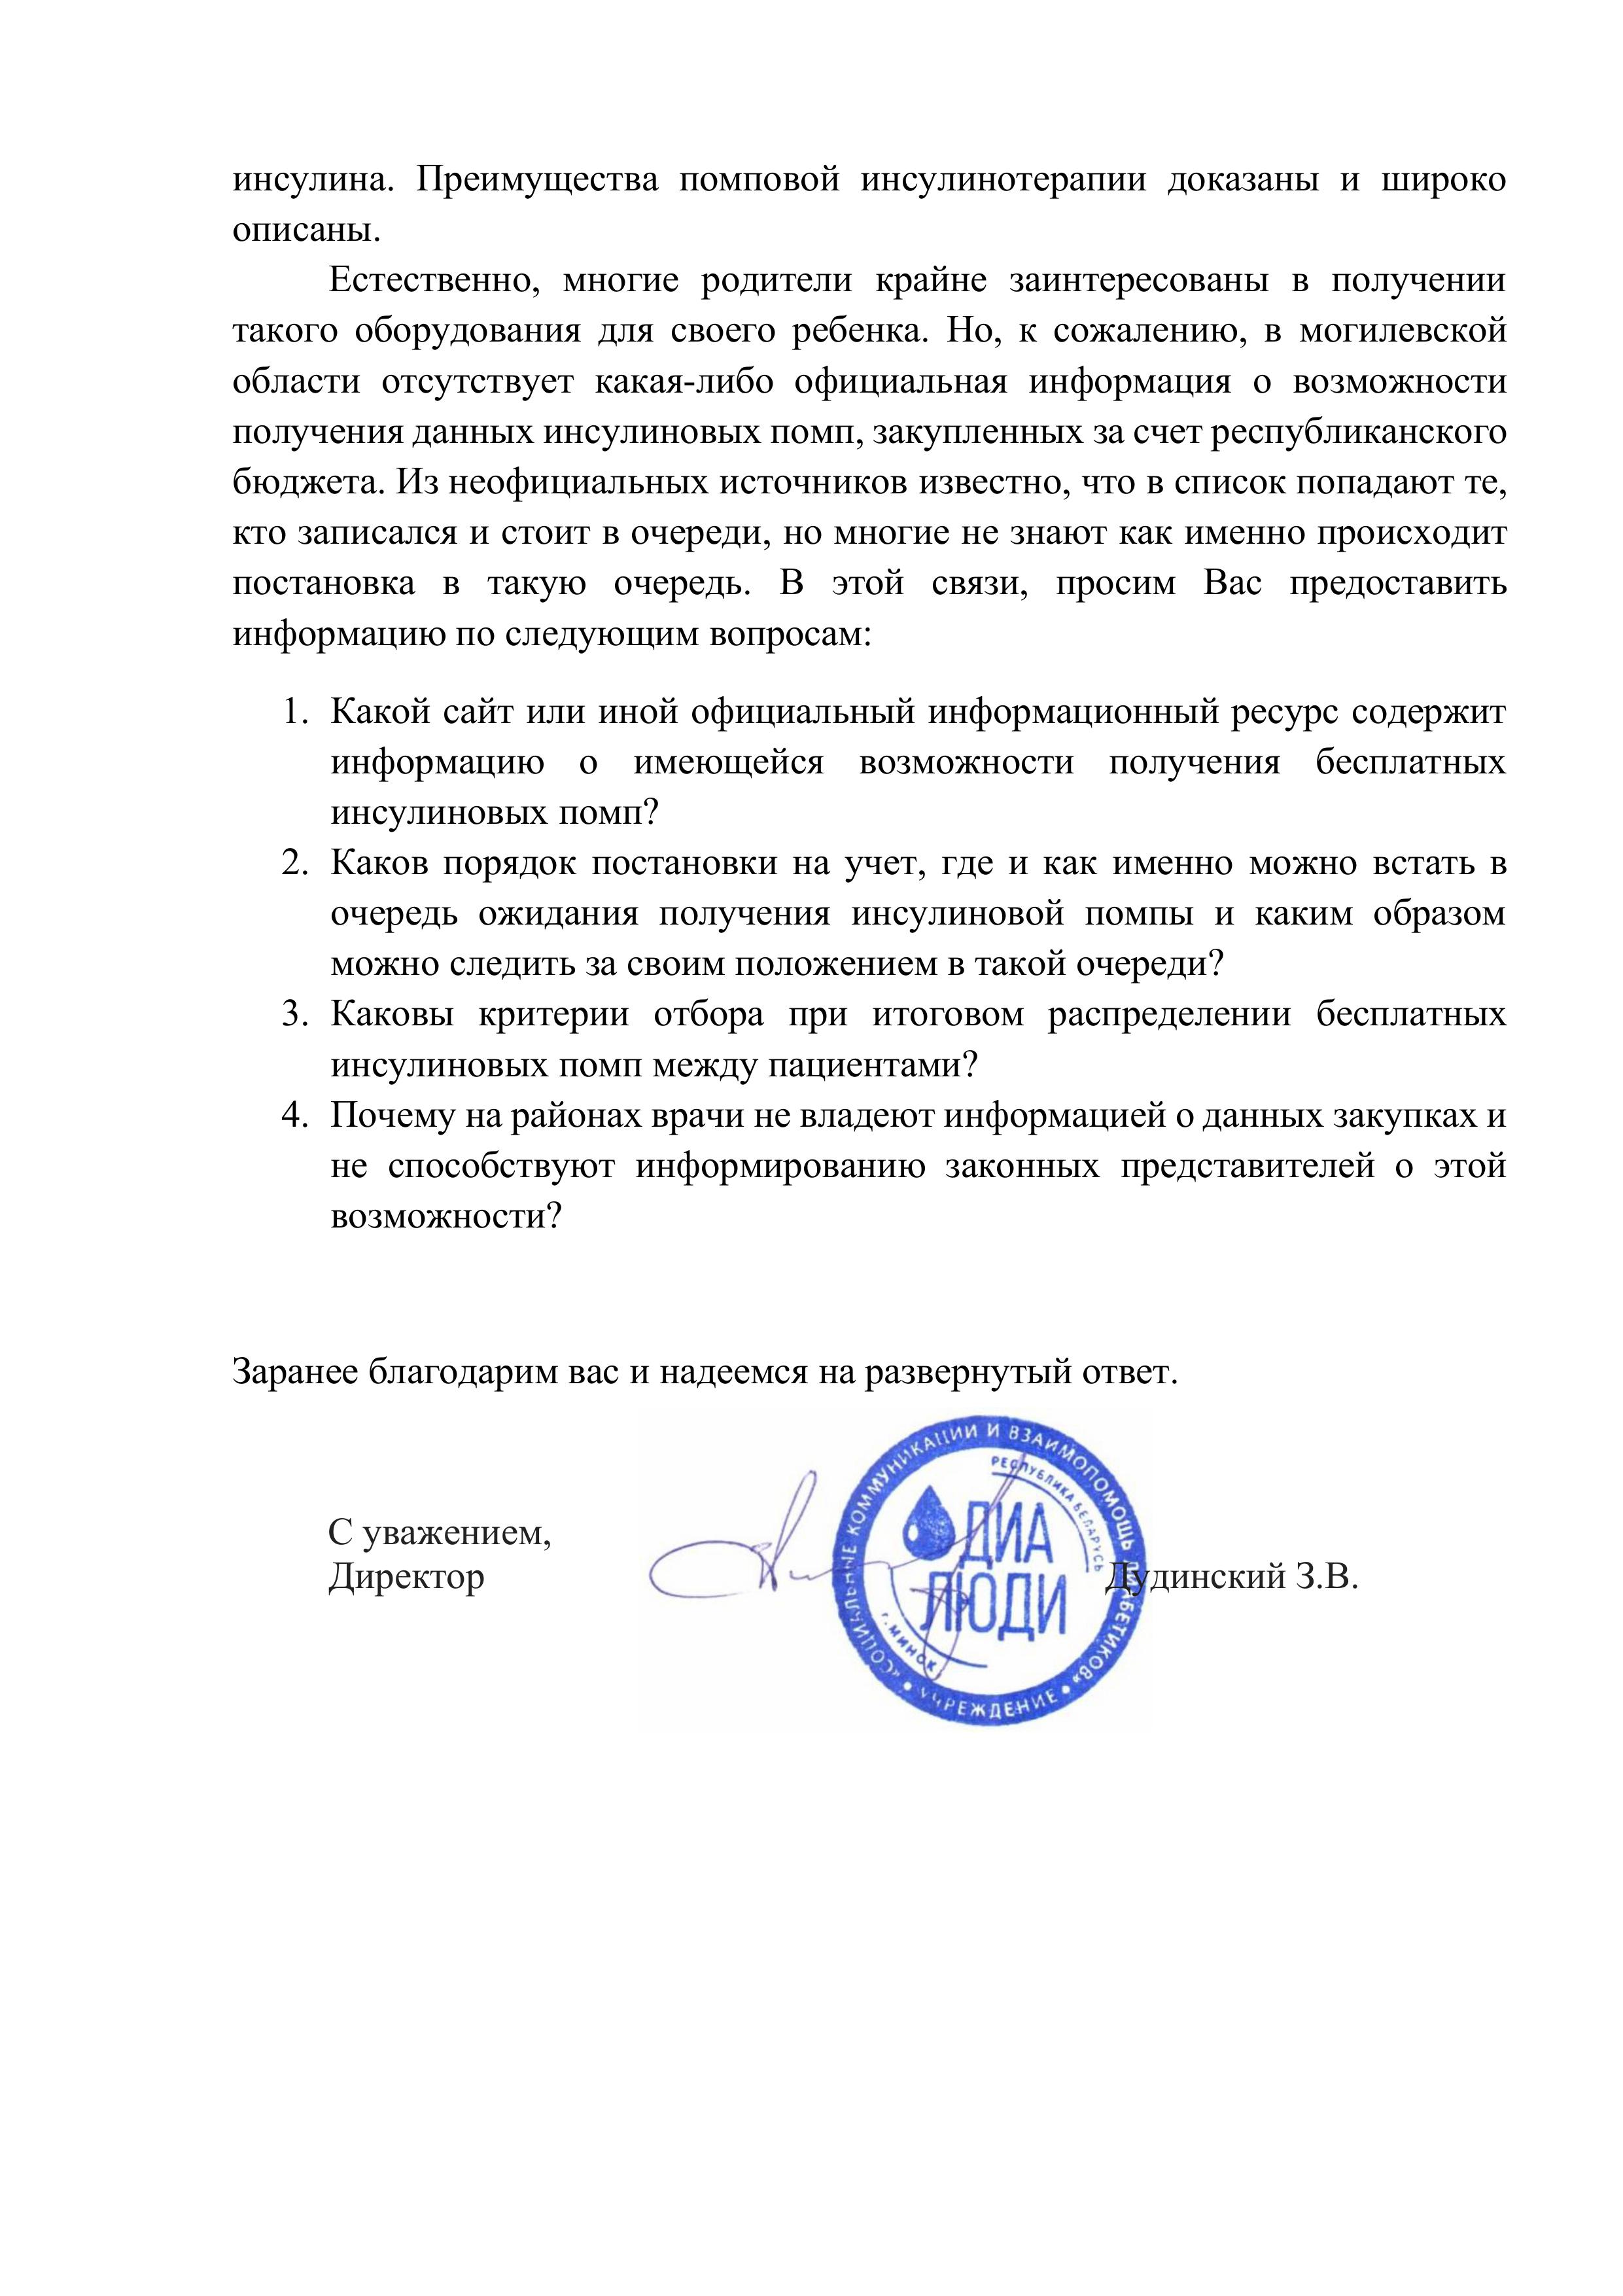 инсулина. Преимущества помповой инсулинотерапии доказаны и широко
описаны.
Естественно, многие родители крайне заинтересованы в получении
такого оборудования для своего ребенка. Но, к сожалению, в могилевской
области отсутствует какая-либо официальная информация о возможности
получения данных инсулиновых помп, закупленных за счет республиканского
бюджета. Из неофициальных источников известно, что в список попадают те,
кто записался и стоит в очереди, но многие не знают как именно происходит
постановка в такую очередь. В этой связи, просим Вас предоставить
информацию по следующим вопросам:
1. Какой сайт или иной официальный информационный ресурс содержит
информацию о имеющейся возможности получения бесплатных
инсулиновых помп?
2. Каков порядок постановки на учет, где и как именно можно встать в
очередь ожидания получения инсулиновой помпы и каким образом
можно следить за своим положением в такой очереди?
3. Каковы критерии отбора при итоговом распределении бесплатных
инсулиновых помп между пациентами?
4. Почему на районах врачи не владеют информацией о данных закупках и
не способствуют информированию законных представителей о этой
возможности?
Заранее благодарим вас и надеемся на развернутый ответ.
С уважением,
Директор
Дудинский З.В.
«СОЦИАЛЬНЫЕ КОММУНИКАЦИИ И ВЗАИМОПОМОЩЬ ДИАБЕТИКОВ»
• УЧРЕЖДЕНИЕ •
РЕСПУБЛИКА БЕЛАРУСЬ
ДИА
ЛЮДИ
г. МИНСК